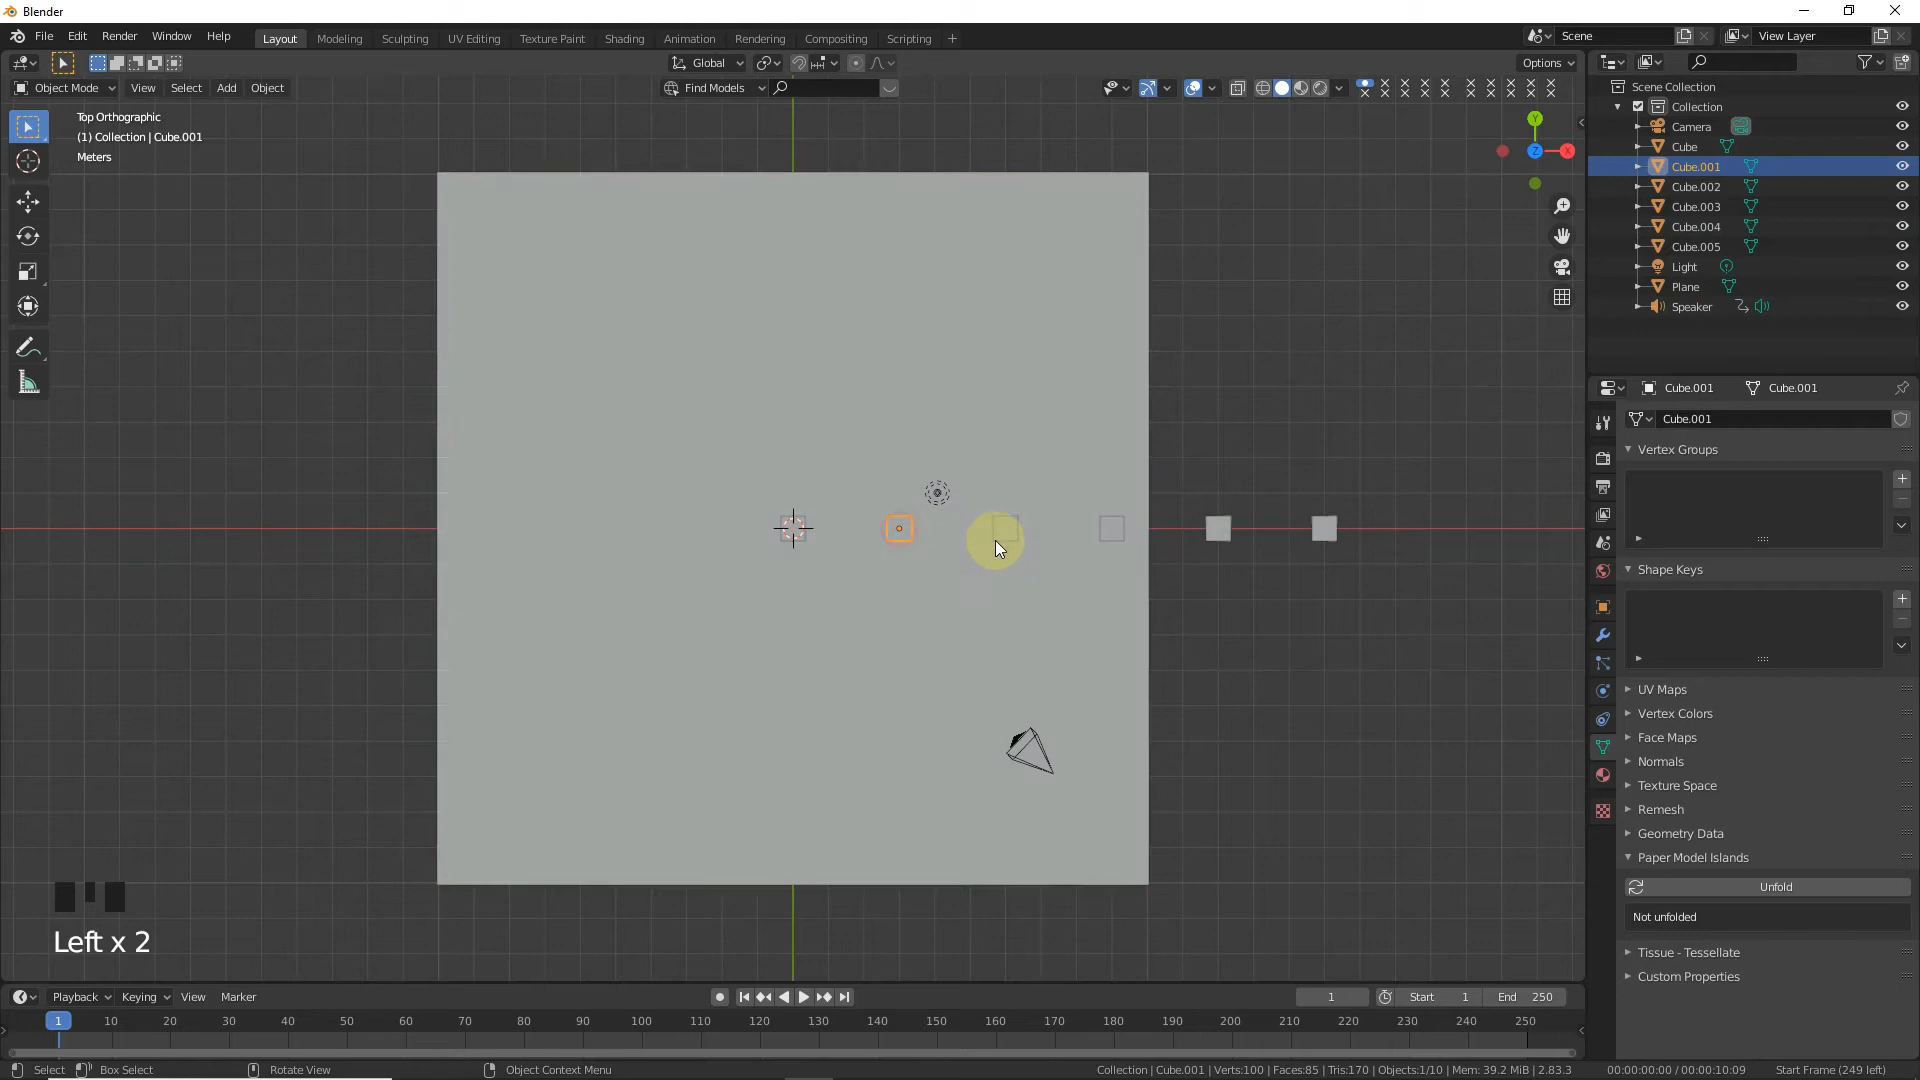 Blender
File Edit Render Window Help
Layout Modeling Sculpting UV Editing Texture Paint Shading Animation Rendering Compositing Scripting +
Scene
View Layer
Global
Options
Object Mode View Select Add Object
Find Models
Top Orthographic
(1) Collection | Cube.001
Meters
Y
Z
X
Scene Collection
Collection
Camera
Cube
Cube.001
Cube.002
Cube.003
Cube.004
Cube.005
Light
Plane
Speaker
Cube.001
Cube.001
Cube.001
Vertex Groups
Shape Keys
UV Maps
Vertex Colors
Face Maps
Normals
Texture Space
Remesh
Geometry Data
Paper Model Islands
Unfold
Not unfolded
Tissue - Tessellate
Custom Properties
Left x 2
Playback Keying View Marker
1
Start 1
End 250
1 10 20 30 40 50 60 70 80 90 100 110 120 130 140 150 160 170 180 190 200 210 220 230 240 250
Select Box Select Rotate View Object Context Menu
Collection | Cube.001 | Verts:100 | Faces:85 | Tris:170 | Objects:1/10 | Mem: 39.2 MiB | 2.83.3
00:00:00:00 / 00:00:10:09
Start Frame (249 left)